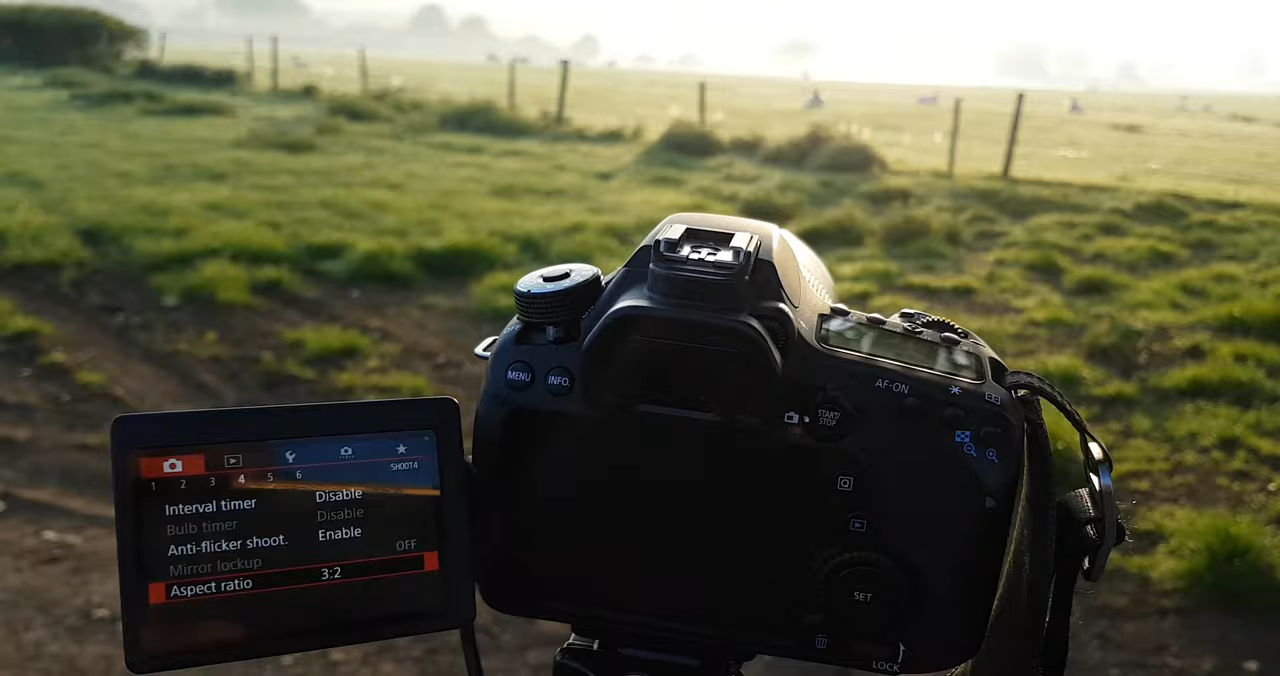 MENU
INFO.
AF-ON
START/
STOP
Q
SET
LOCK
SHOOT4
1 2 3 4 5 6
Interval timer Disable
Bulb timer Disable
Anti-flicker shoot. Enable
Mirror lockup OFF
Aspect ratio 3:2